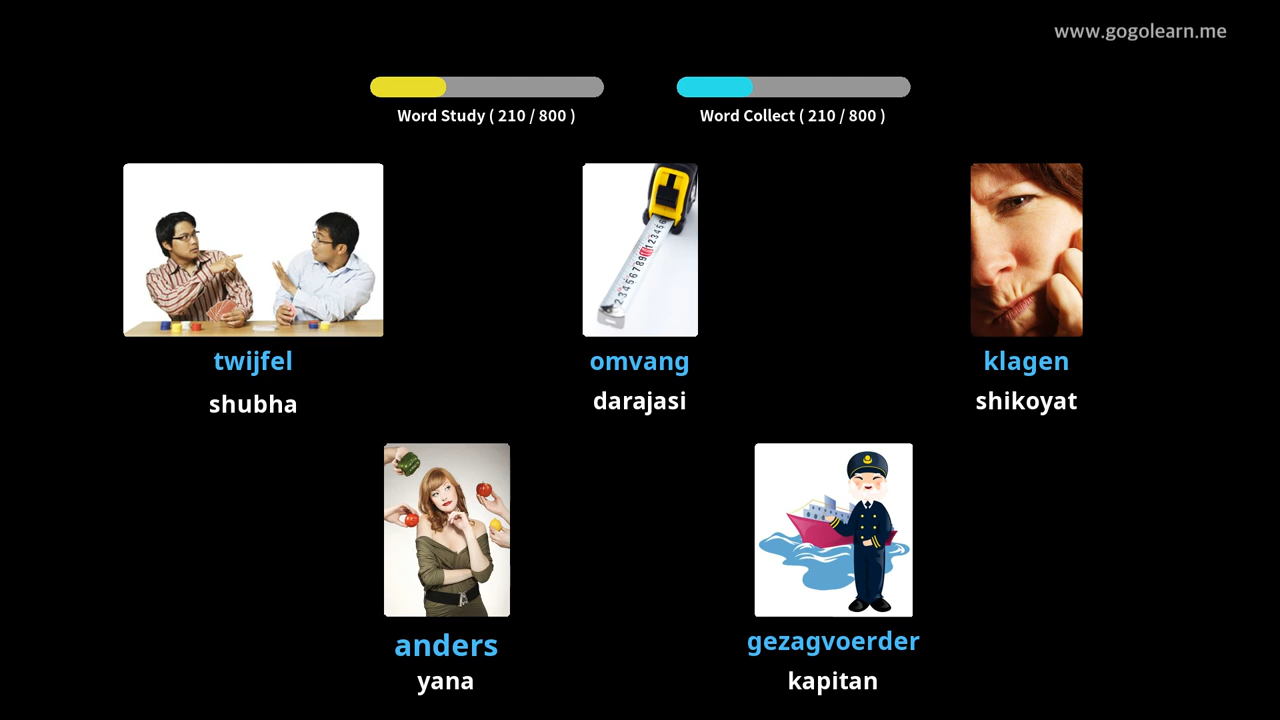 www.gogolearn.me
Word Study ( 210 / 800 )
Word Collect ( 210 / 800 )
twijfel
shubha
omvang
darajasi
klagen
shikoyat
anders
yana
gezagvoerder
kapitan